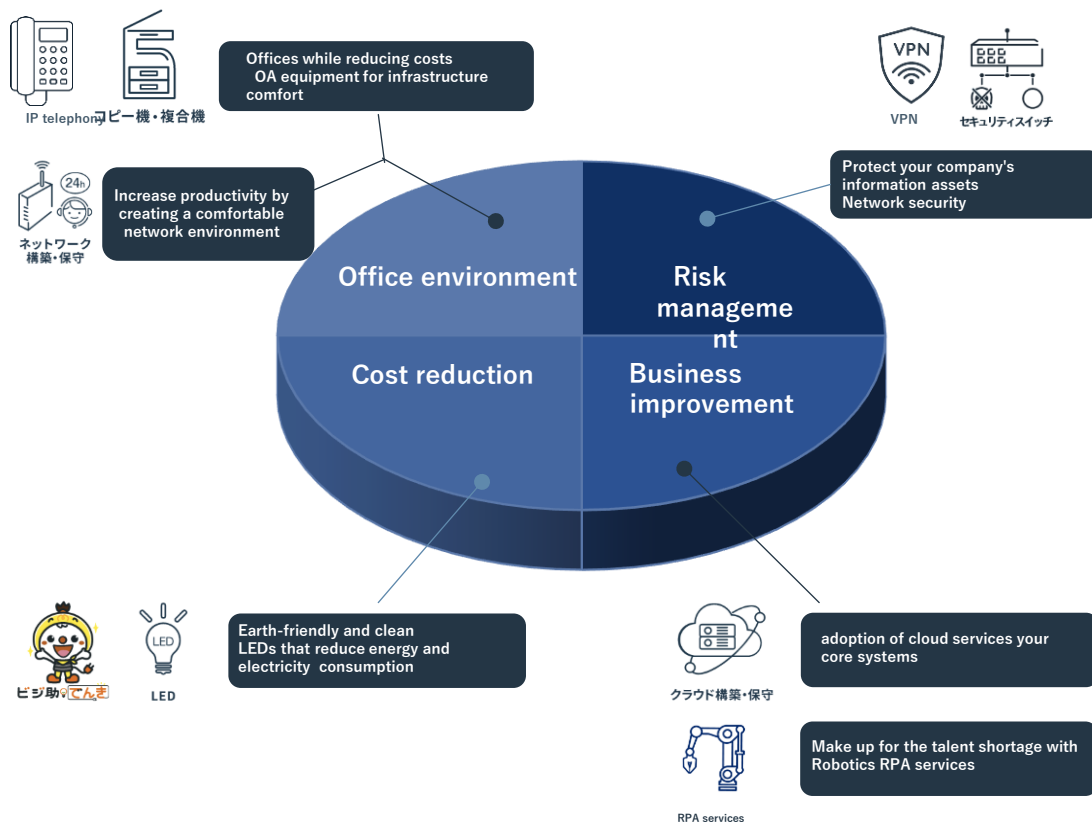 IP telephony
コピー機・複合機
Offices while reducing costs
OA equipment for infrastructure
comfort
VPN
VPN
セキュリティスイッチ
24h
ネットワーク
構築・保守
Increase productivity by
creating a comfortable
network environment
Protect your company's
information assets
Network security
Office environment
Risk
manageme
nt
Cost reduction
Business
improvement
ビジ助でんき
LED
LED
Earth-friendly and clean
LEDs that reduce energy and
electricity consumption
クラウド構築・保守
adoption of cloud services your
core systems
RPA services
Make up for the talent shortage with
Robotics RPA services